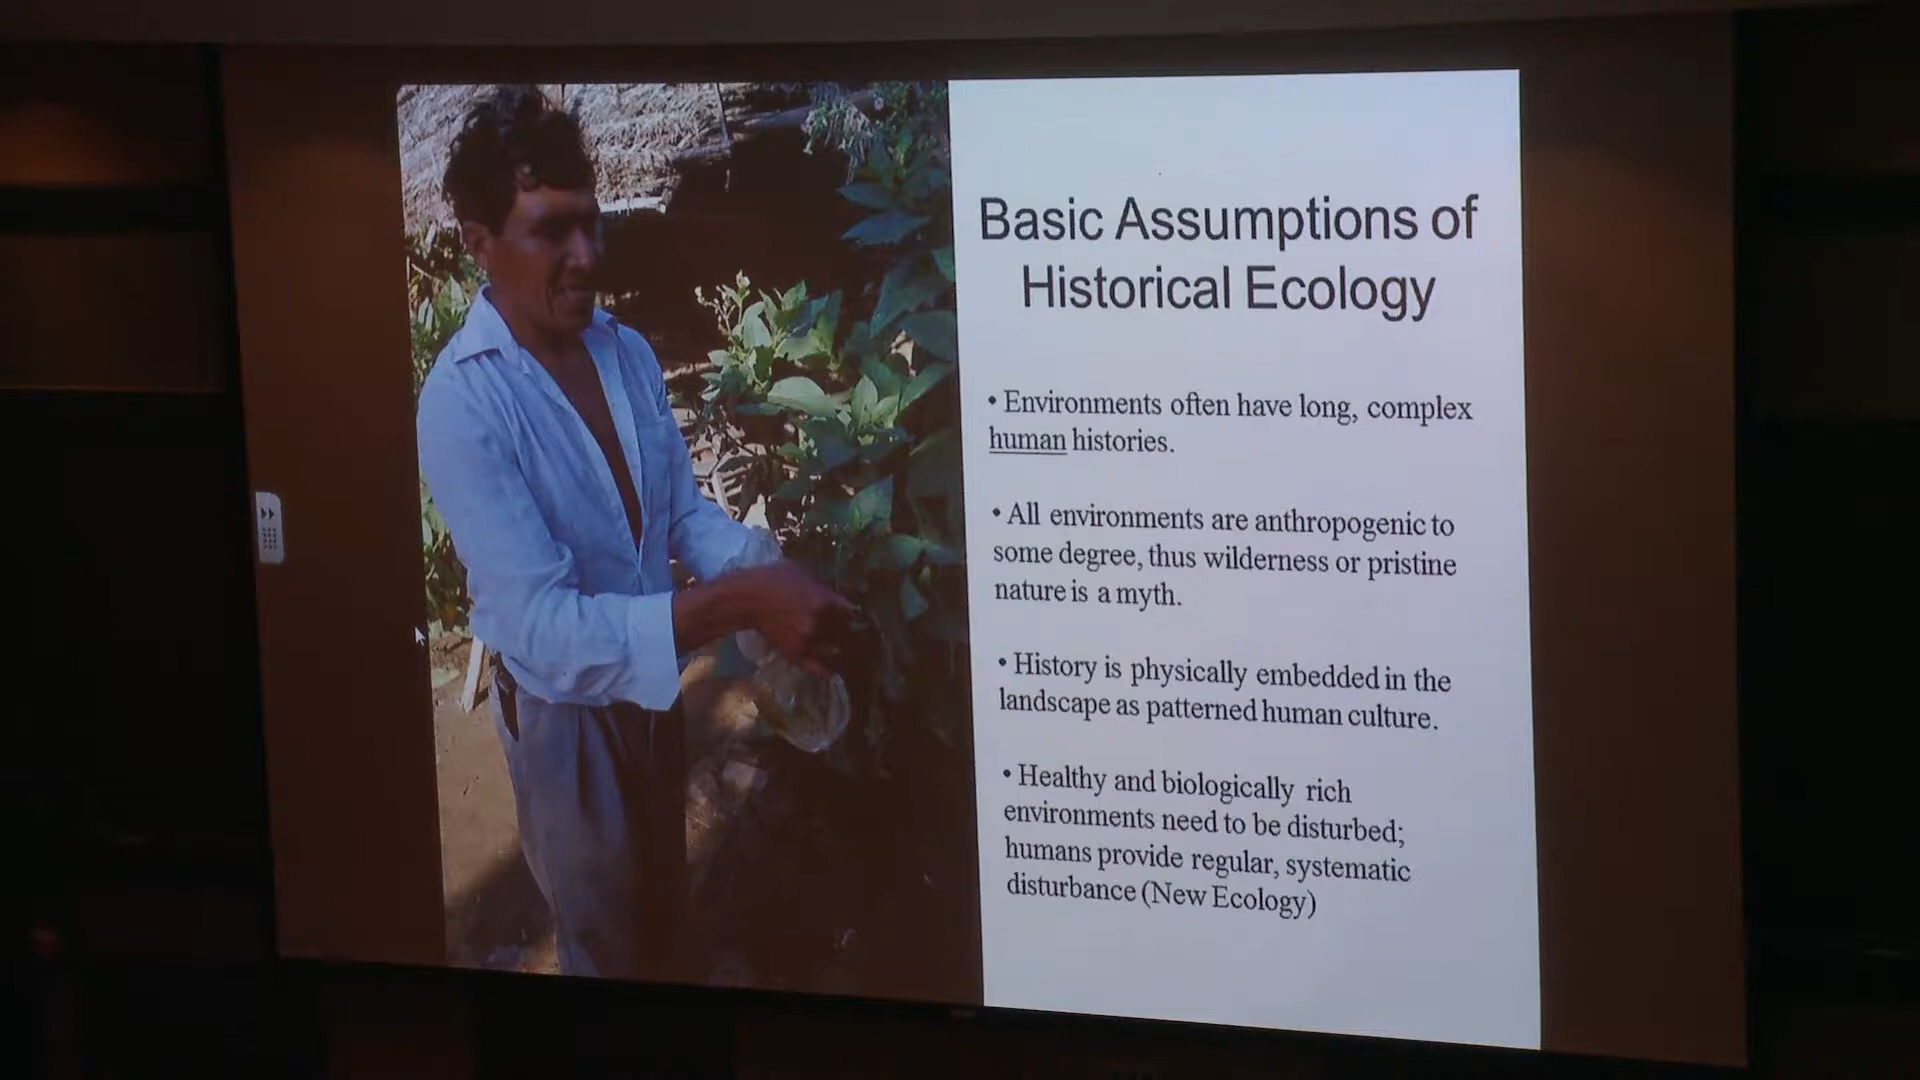 Basic Assumptions of
Historical Ecology
• Environments often have long, complex
human histories.
• All environments are anthropogenic to
some degree, thus wilderness or pristine
nature is a myth.
• History is physically embedded in the
landscape as patterned human culture.
• Healthy and biologically rich
environments need to be disturbed;
humans provide regular, systematic
disturbance (New Ecology)